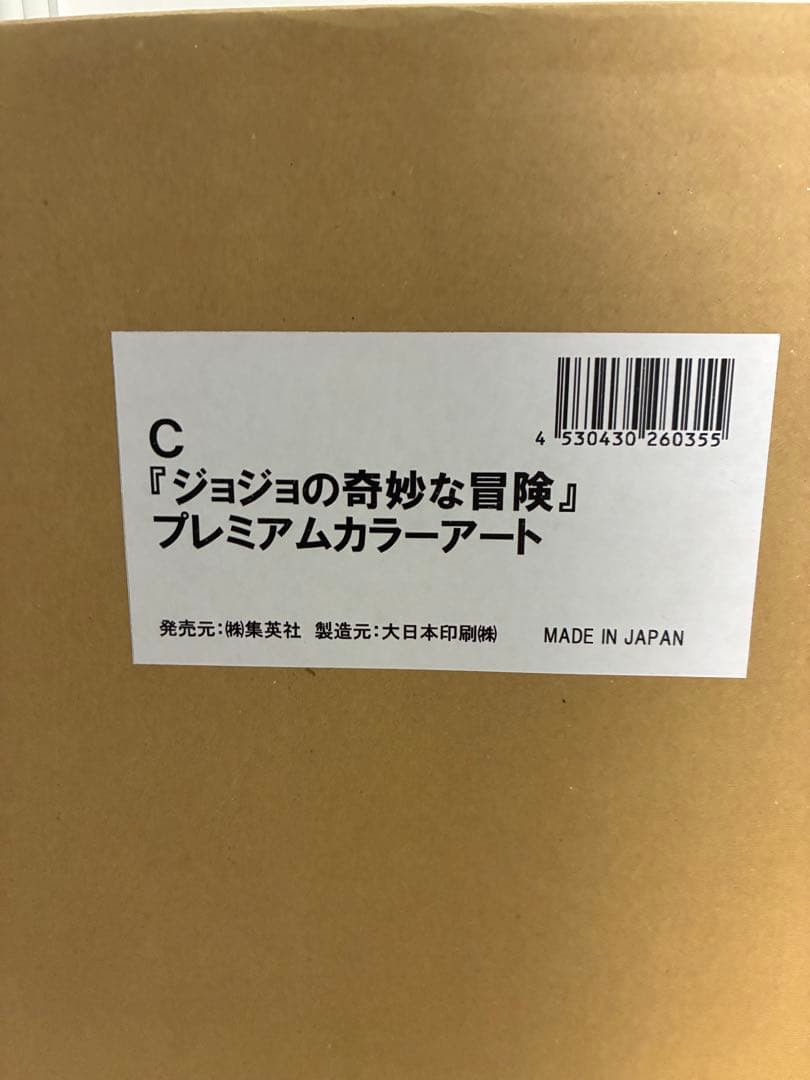 C
4 530430 260355
『ジョジョの奇妙な冒険』
プレミアムカラーアート
発売元:㈱集英社 製造元:大日本印刷㈱ MADE IN JAPAN